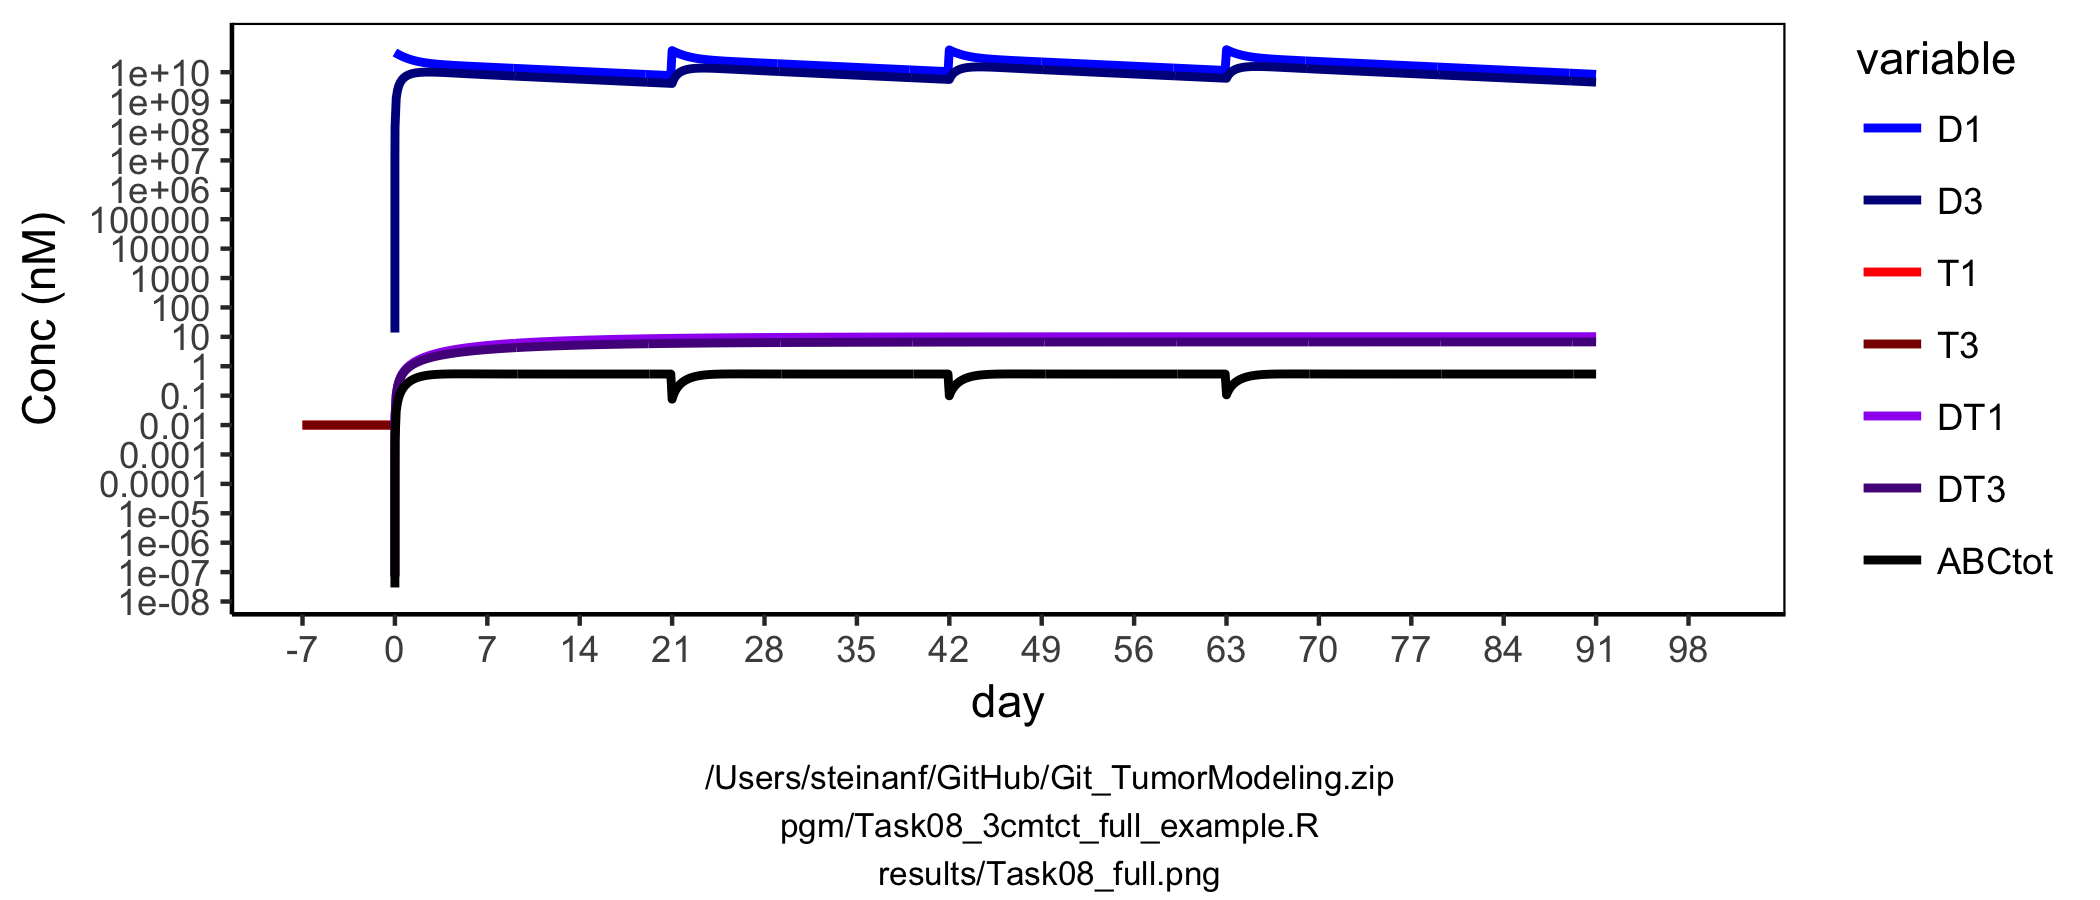 variable
D1
D3
T1
T3
DT1
DT3
ABCtot
Conc (nM)
1e+10
1e+09
1e+08
1e+07
1e+06
100000
10000
1000
100
10
1
0.1
0.01
0.001
0.0001
1e-05
1e-06
1e-07
1e-08
-7 0 7 14 21 28 35 42 49 56 63 70 77 84 91 98
day
/Users/steinanf/GitHub/Git_TumorModeling.zip
pgm/Task08_3cmtct_full_example.R
results/Task08_full.png